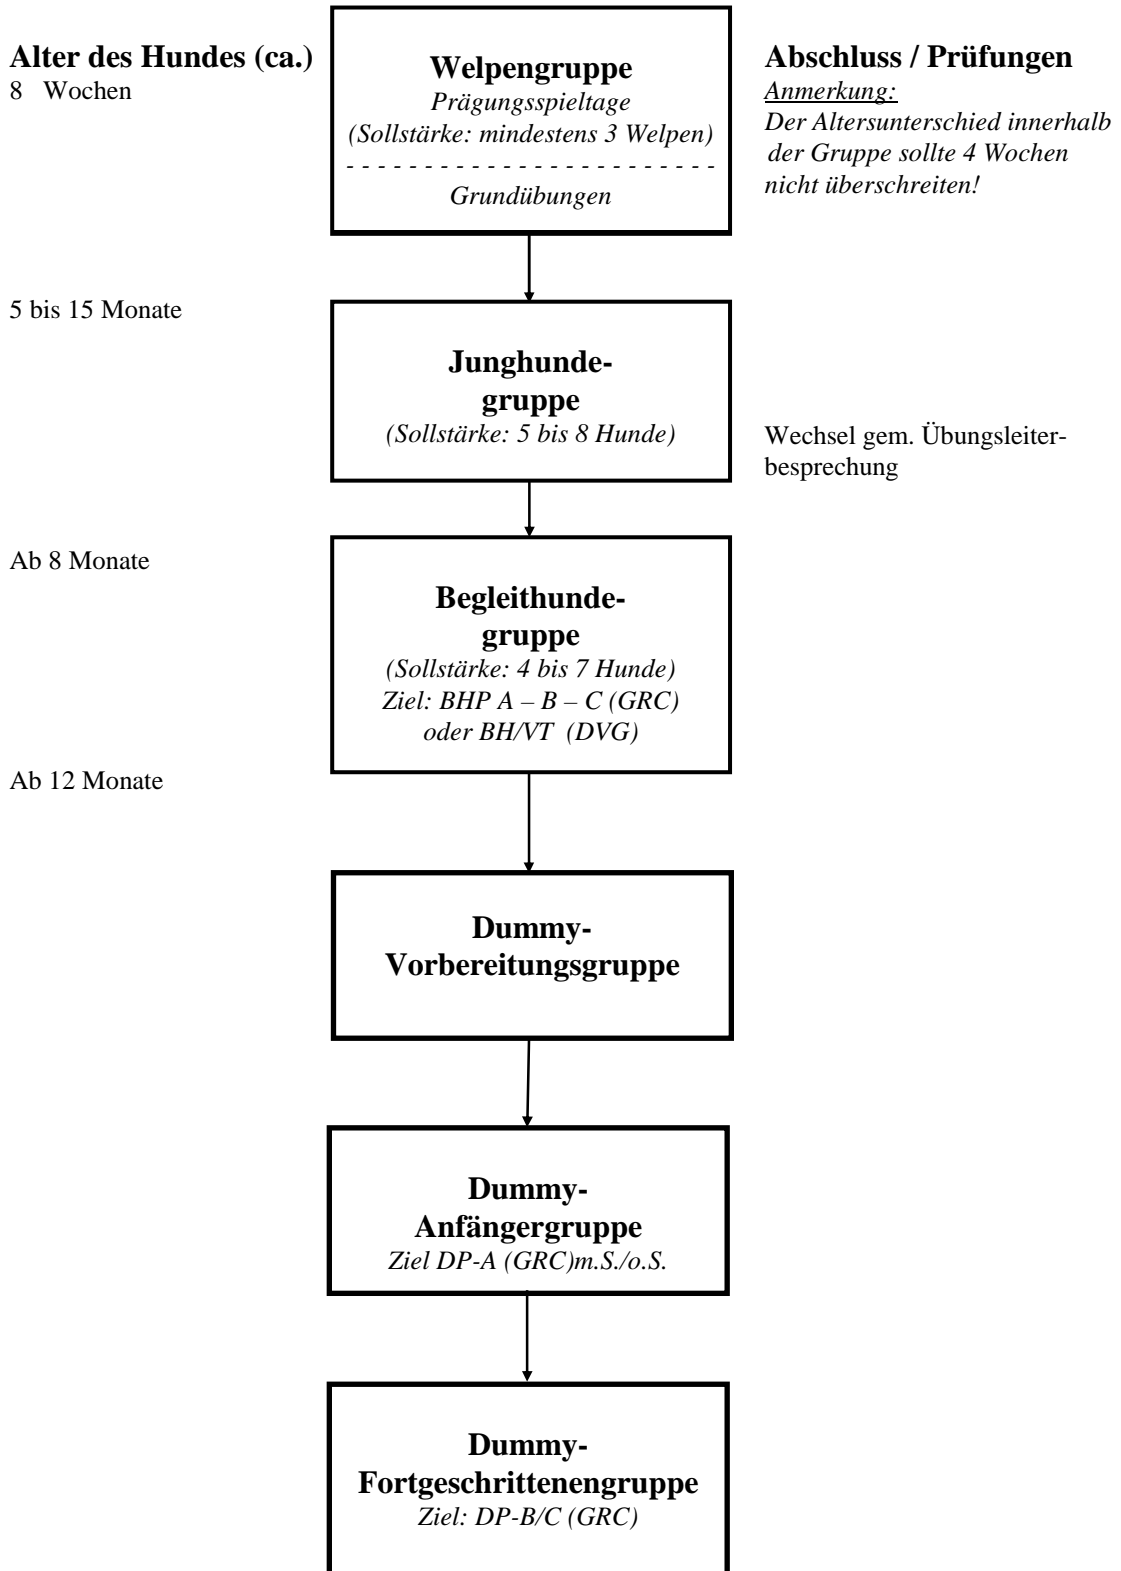 Alter des Hundes (ca.)
8 Wochen
Welpengruppe
Prägungsspieltage
(Sollstärke: mindestens 3 Welpen)
- - - - - - - - - - - - - - - - - - - - - - - -
Grundübungen
Abschluss / Prüfungen
Anmerkung:
Der Altersunterschied innerhalb
der Gruppe sollte 4 Wochen
nicht überschreiten!
5 bis 15 Monate
Junghunde-
gruppe
(Sollstärke: 5 bis 8 Hunde)
Wechsel gem. Übungsleiter-
besprechung
Ab 8 Monate
Begleithunde-
gruppe
(Sollstärke: 4 bis 7 Hunde)
Ziel: BHP A – B – C (GRC)
oder BH/VT (DVG)
Ab 12 Monate
Dummy-
Vorbereitungsgruppe
Dummy-
Anfängergruppe
Ziel DP-A (GRC)m.S./o.S.
Dummy-
Fortgeschrittenengruppe
Ziel: DP-B/C (GRC)